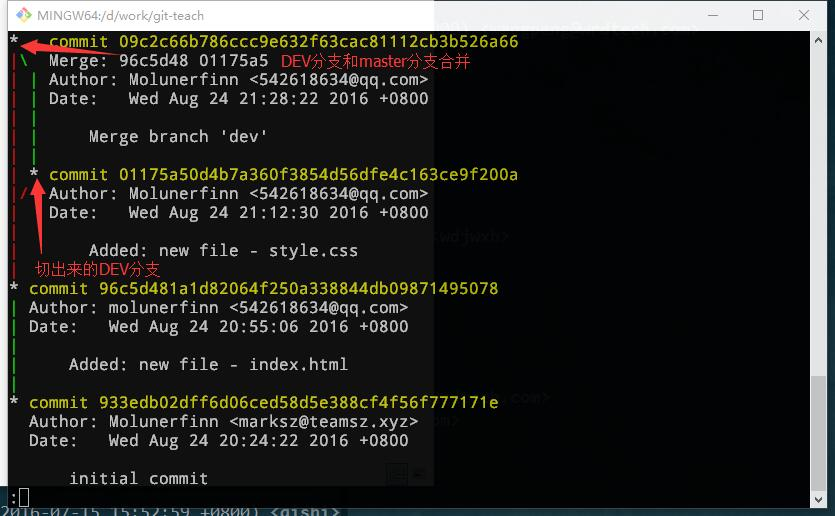 MINGW64:/d/work/git-teach
* commit 09c2c66b786ccc9e632f63cac81112cb3b526a66
|\ Merge: 96c5d48 01175a5 DEV分支和master分支合并
| | Author: Molunerfinn <542618634@qq.com>
| | Date: Wed Aug 24 21:28:22 2016 +0800
| |
| | Merge branch 'dev'
| |
| * commit 01175a50d4b7a360f3854d56dfe4c163ce9f200a
|/ Author: Molunerfinn <542618634@qq.com>
| Date: Wed Aug 24 21:12:30 2016 +0800
|
| Added: new file - style.css
| 切出来的DEV分支
* commit 96c5d481a1d82064f250a338844db09871495078
| Author: molunerfinn <542618634@qq.com>
| Date: Wed Aug 24 20:55:06 2016 +0800
|
| Added: new file - index.html
|
* commit 933edb02dff6d06ced58d5e388cf4f56f777171e
Author: Molunerfinn <marksz@teamsz.xyz>
Date: Wed Aug 24 20:24:22 2016 +0800
initial commit
:
2016-07-15 15:52:59 +0800) <qishi>